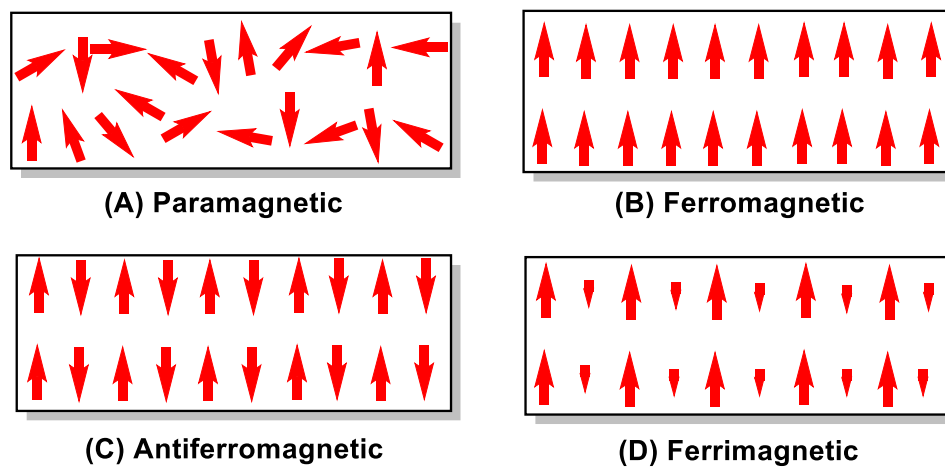 (A) Paramagnetic
(B) Ferromagnetic
(C) Antiferromagnetic
(D) Ferrimagnetic